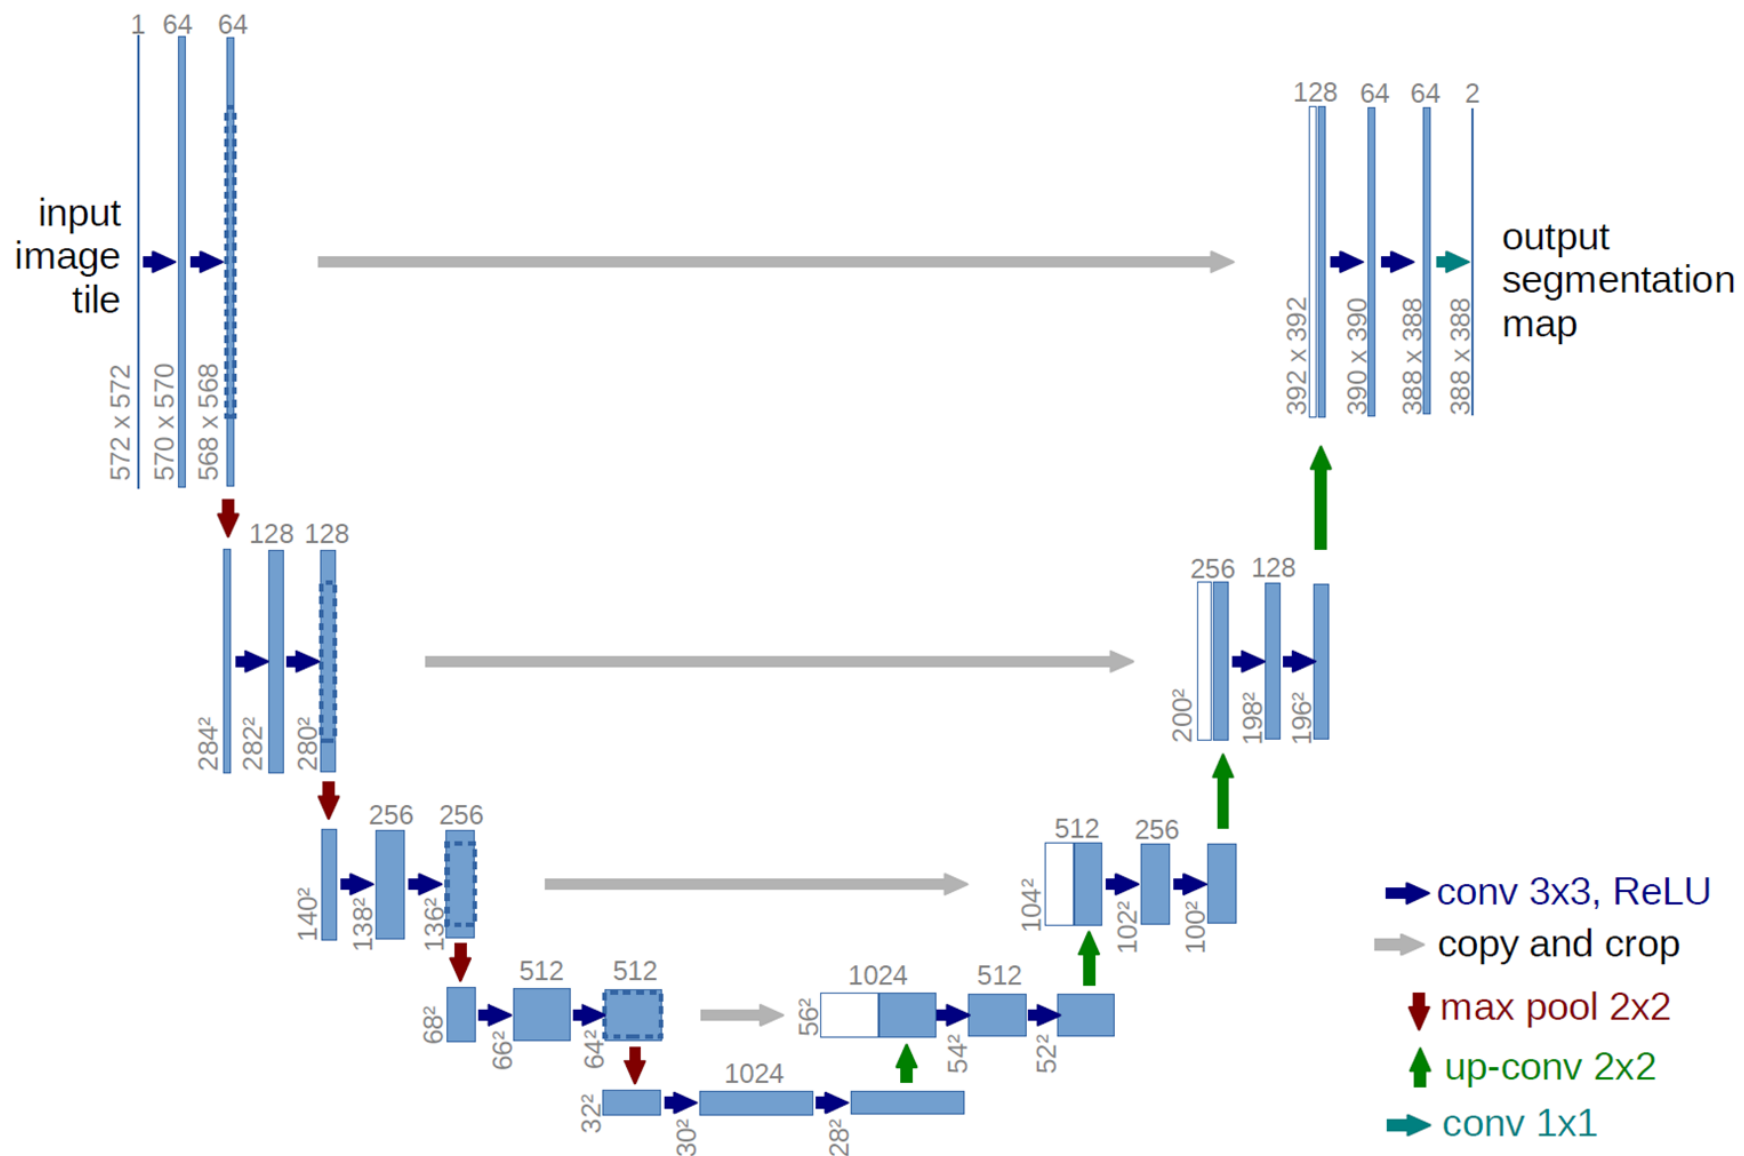 1 64 64
input
image
tile
572 x 572
570 x 570
568 x 568
128 64 64 2
output
segmentation
map
392 x 392
390 x 390
388 x 388
388 x 388
128 128
284²
282²
280²
256 128
200²
198²
196²
256 256
140²
138²
136²
512 256
104²
102²
100²
512 512
68²
66²
64²
1024 512
56²
54²
52²
1024
32²
30²
28²
conv 3x3, ReLU
copy and crop
max pool 2x2
up-conv 2x2
conv 1x1